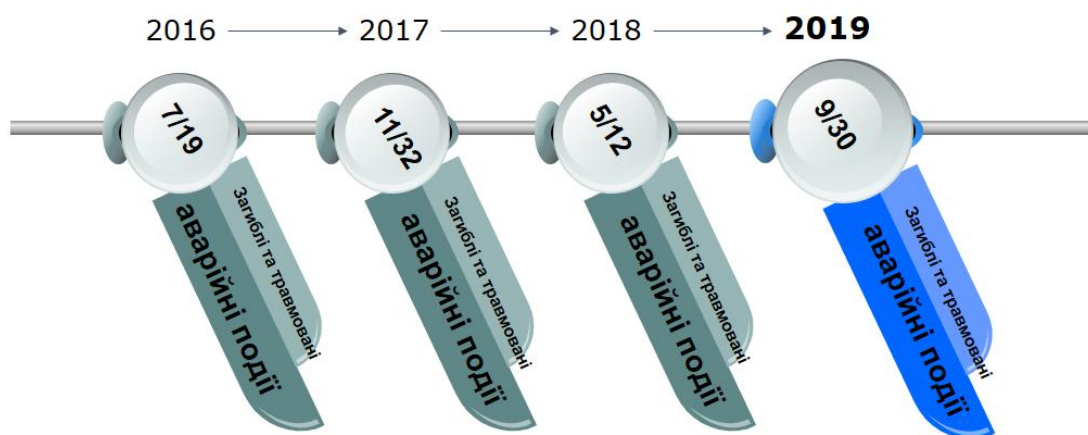 2016 2017 2018 2019
7/19
аварійні події
Загиблі та травмовані
11/32
аварійні події
Загиблі та травмовані
5/12
аварійні події
Загиблі та травмовані
9/30
аварійні події
Загиблі та травмовані